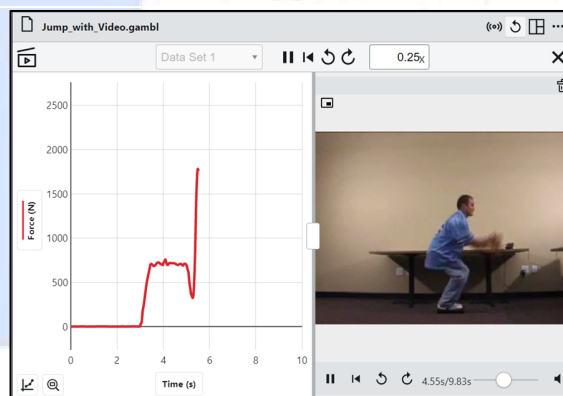 Jump_with_Video.gambl
Data Set 1
0.25x
2500
2000
1500
1000
500
0
Force (N)
0 2 4 6 8 10
Time (s)
4.55s/9.83s